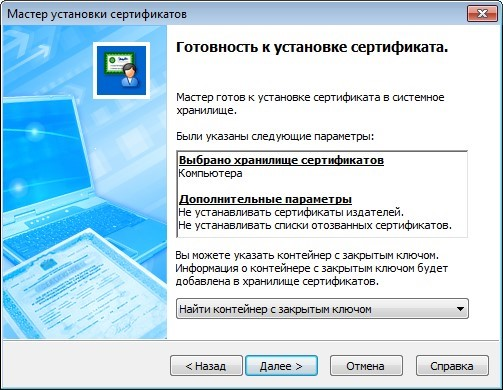 Мастер установки сертификатов
Готовность к установке сертификата.
Мастер готов к установке сертификата в системное
хранилище.
Были указаны следующие параметры:
Выбрано хранилище сертификатов
Компьютера
Дополнительные параметры
Не устанавливать сертификаты издателей.
Не устанавливать списки отозванных сертификатов.
Вы можете указать контейнер с закрытым ключом.
Информация о контейнере с закрытым ключом будет
добавлена в хранилище сертификатов.
Найти контейнер с закрытым ключом
< Назад
Далее >
Отмена
Справка